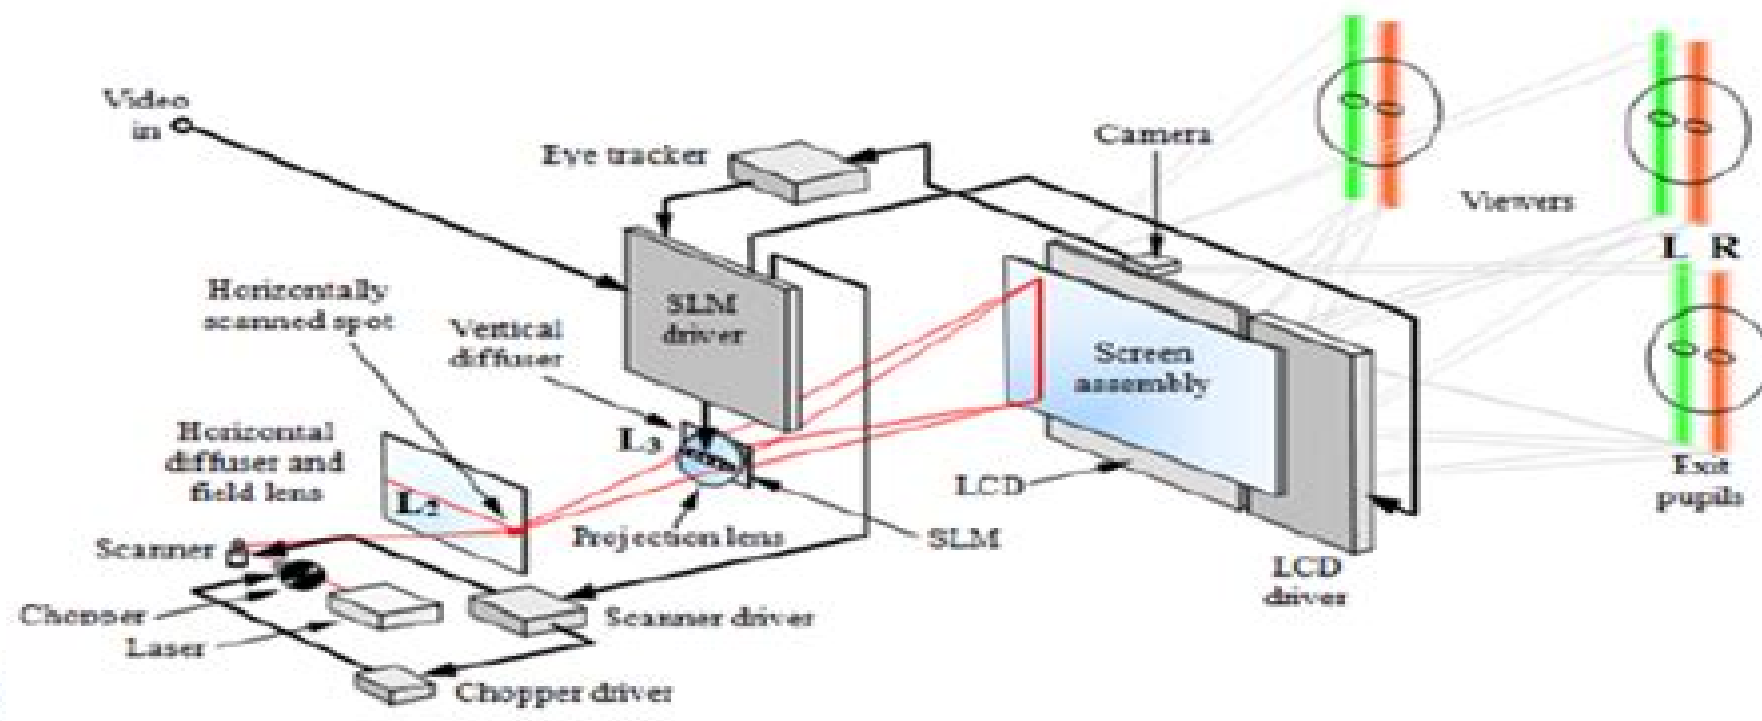 Video
in
Eye tracker
Camera
Viewers
L R
Horizontally
scanned spot
Vertical
diffuser
SLM
driver
Screen
assembly
Horizontal
diffuser and
field lens
L3
L2
LCD
Exit
pupils
Projection lens
SLM
Scanner
LCD
driver
Chopper
Scanner driver
Laser
Chopper driver